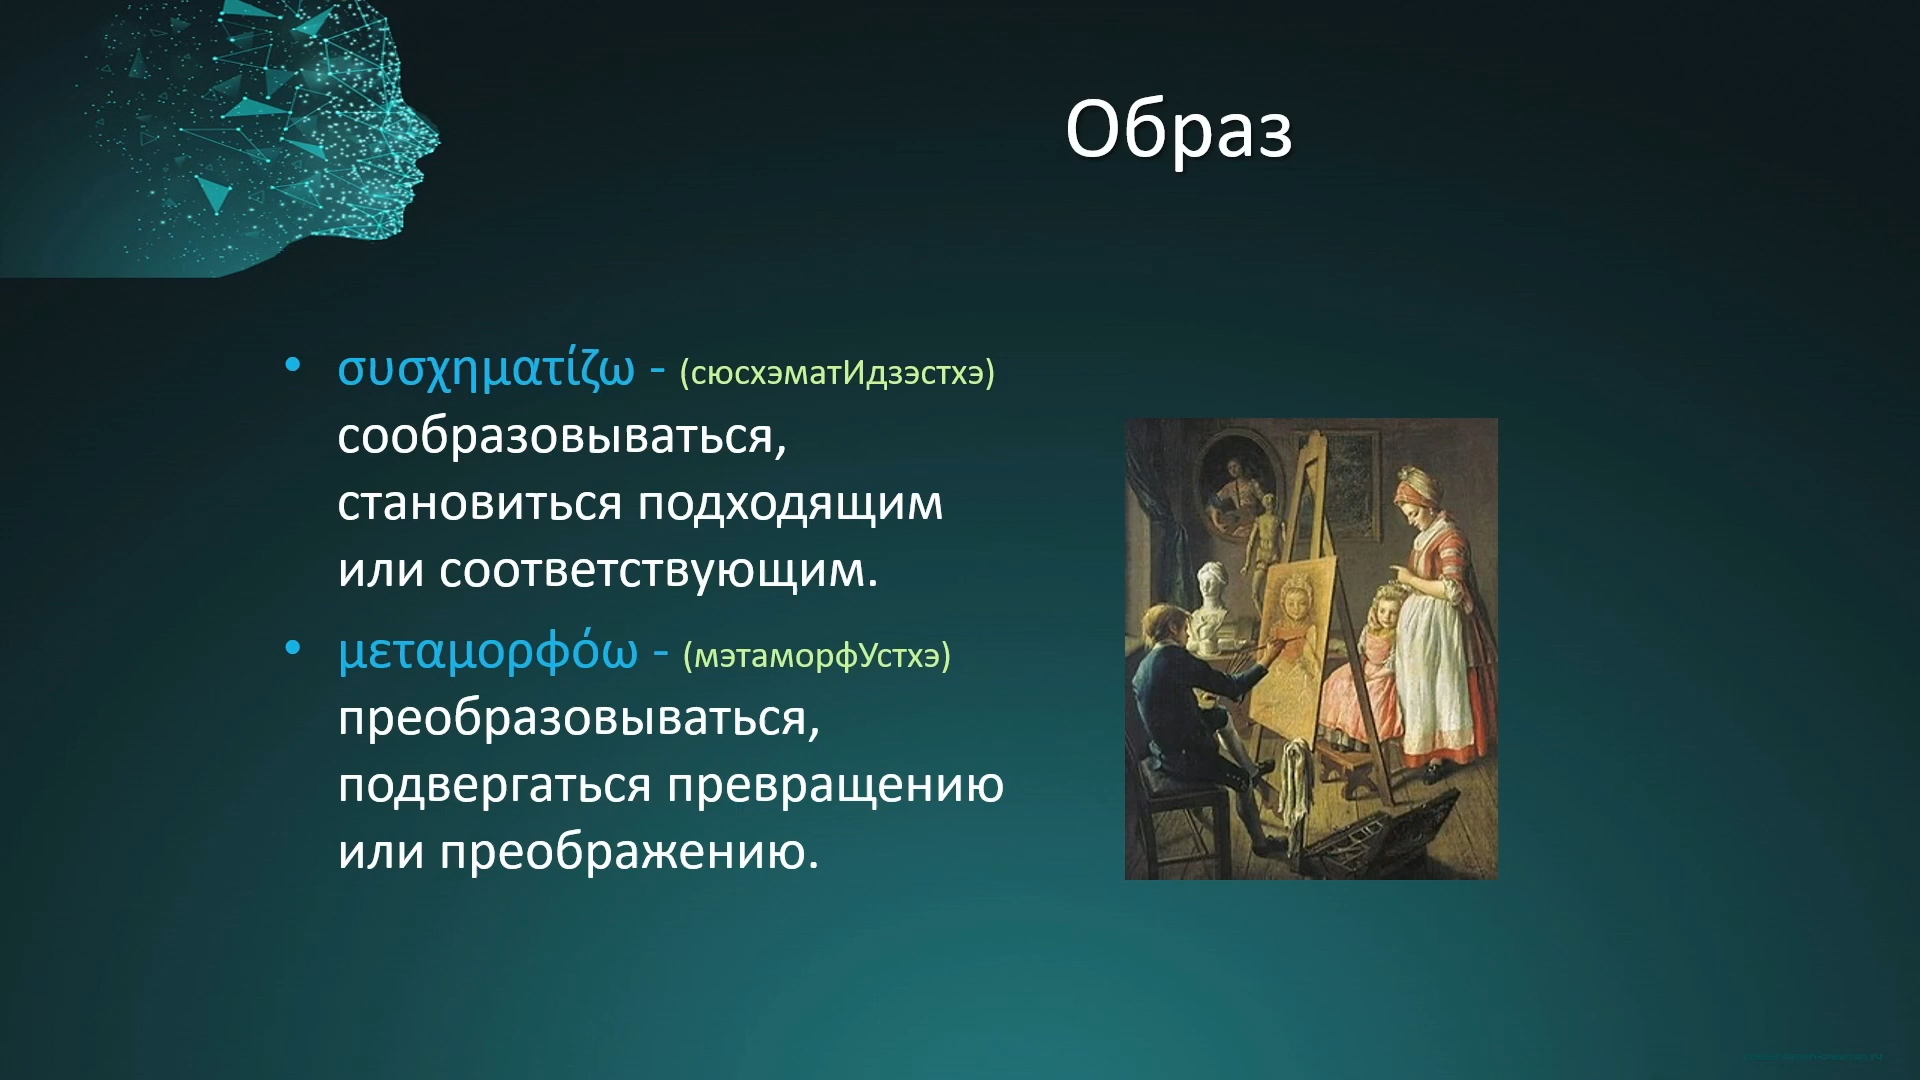 Образ
• συσχηματίζω - (сюсхэматИдзэстхэ)
сообразовываться,
становиться подходящим
или соответствующим.
• μεταμορφόω - (мэтаморфУстхэ)
преобразовываться,
подвергаться превращению
или преображению.